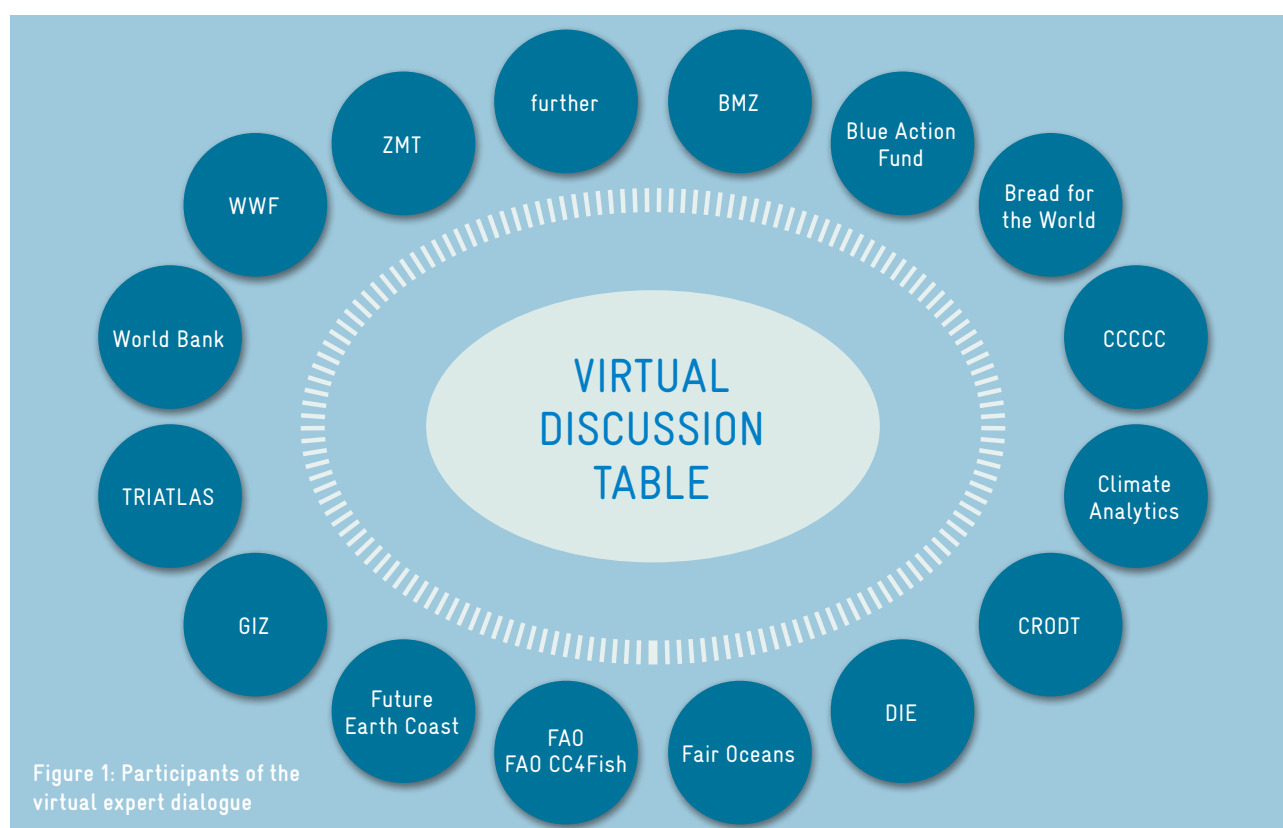 further
BMZ
Blue Action
Fund
Bread for
the World
CCCCC
Climate
Analytics
CRODT
DIE
Fair Oceans
FAO
FAO CC4Fish
Future
Earth Coast
GIZ
TRIATLAS
World Bank
WWF
ZMT
VIRTUAL
DISCUSSION
TABLE
Figure 1: Participants of the
virtual expert dialogue